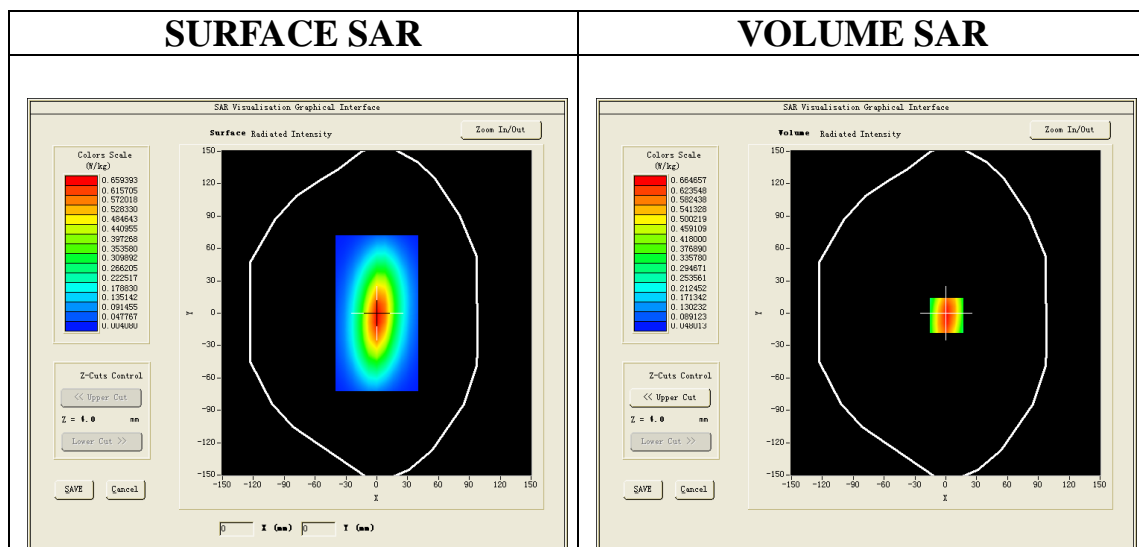 SURFACE SAR
VOLUME SAR
SAR Visualisation Graphical Interface
Surface Radiated Intensity
Zoom In/Out
Colors Scale
(W/kg)
0.659393
0.615705
0.572018
0.528330
0.484643
0.440955
0.397268
0.353580
0.309892
0.266205
0.222517
0.178830
0.135142
0.091455
0.047767
0.004080
150
120
90
60
30
0
-30
-60
-90
-120
-150
Y
-150 -120 -90 -60 -30 0 30 60 90 120 150
X
Z-Cuts Control
<< Upper Cut
Z = 4.0 mm
Lower Cut >>
SAVE Cancel
0 X (mm) 0 Y (mm)
SAR Visualisation Graphical Interface
Volume Radiated Intensity
Zoom In/Out
Colors Scale
(W/kg)
0.664657
0.623548
0.582438
0.541328
0.500219
0.459109
0.418000
0.376890
0.335780
0.294671
0.253561
0.212452
0.171342
0.130232
0.089123
0.048013
150
120
90
60
30
0
-30
-60
-90
-120
-150
Y
-150 -120 -90 -60 -30 0 30 60 90 120 150
X
Z-Cuts Control
<< Upper Cut
Z = 4.0 mm
Lower Cut >>
SAVE Cancel